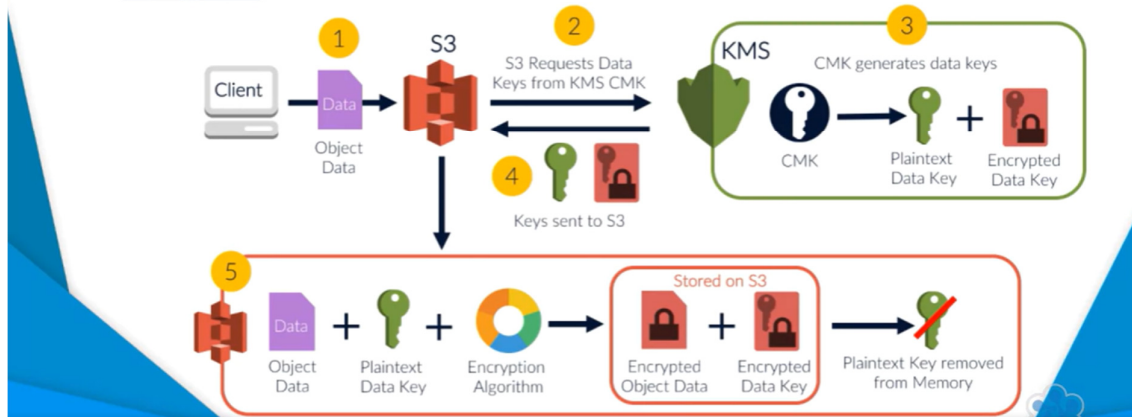 1
S3
2
3
KMS
S3 Requests Data
Keys from KMS CMK
CMK generates data keys
Client
Data
Object
Data
CMK
Plaintext
Data Key
+
Encrypted
Data Key
4
Keys sent to S3
5
Stored on S3
Data
+
+
+
Object
Data
Plaintext
Data Key
Encryption
Algorithm
Encrypted
Object Data
Encrypted
Data Key
Plaintext Key removed
from Memory